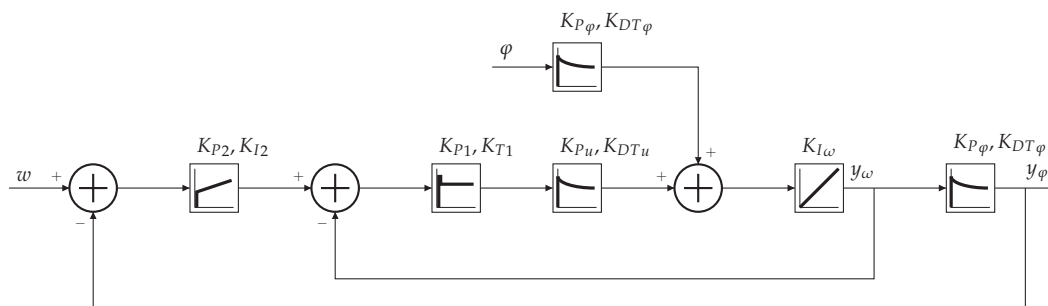 K_{Pφ}, K_{DTφ}
φ
K_{P2}, K_{I2}
K_{P1}, K_{T1}
K_{Pu}, K_{DTu}
+
K_{Iω}
K_{Pφ}, K_{DTφ}
w
+
+
+
y_ω
y_φ
−
−